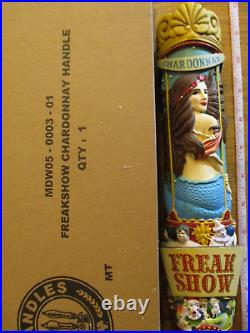 MDW05 - 0003 - 01
FREAKSHOW CHARDONNAY HANDLE
QTY : 1
MT
HANDLES
CHARDONNAY
FREAK
SHOW